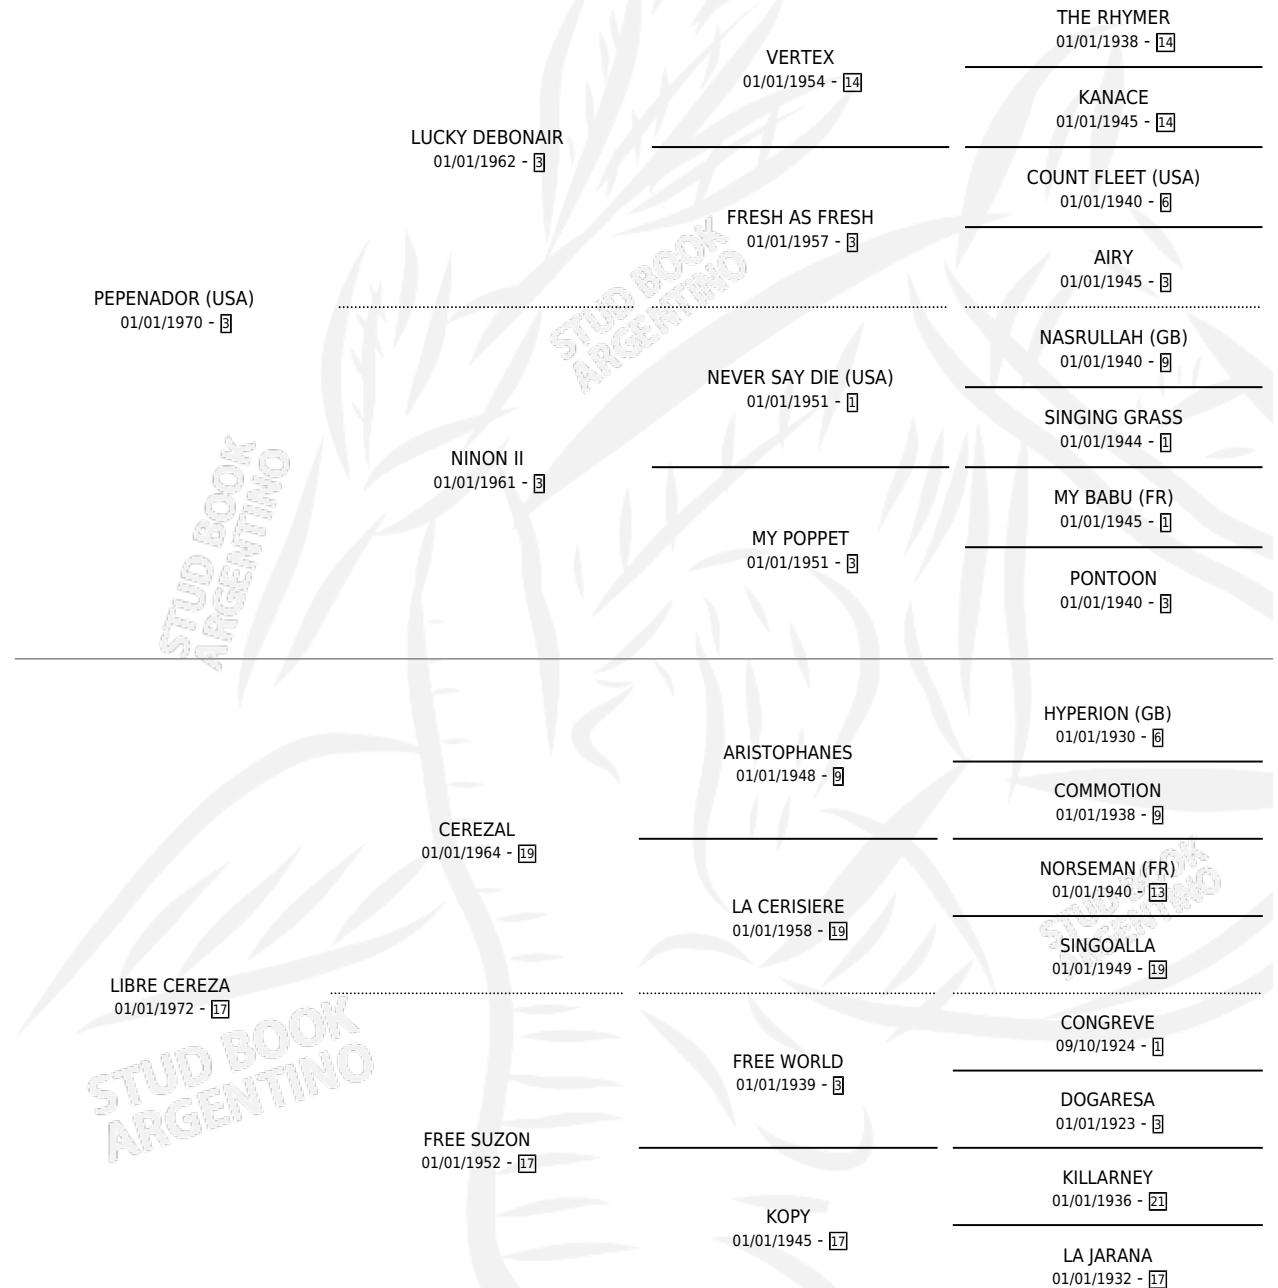 THE RHYMER
01/01/1938 - 14
VERTEX
01/01/1954 - 14
KANACE
01/01/1945 - 14
LUCKY DEBONAIR
01/01/1962 - 3
COUNT FLEET (USA)
01/01/1940 - 6
FRESH AS FRESH
01/01/1957 - 3
AIRY
01/01/1945 - 3
PEPENADOR (USA)
01/01/1970 - 3
NASRULLAH (GB)
01/01/1940 - 9
NEVER SAY DIE (USA)
01/01/1951 - 1
SINGING GRASS
01/01/1944 - 1
NINON II
01/01/1961 - 3
MY BABU (FR)
01/01/1945 - 1
MY POPPET
01/01/1951 - 3
PONTOON
01/01/1940 - 3
HYPERION (GB)
01/01/1930 - 6
ARISTOPHANES
01/01/1948 - 9
COMMOTION
01/01/1938 - 9
CEREZAL
01/01/1964 - 19
NORSEMAN (FR)
01/01/1940 - 13
LA CERISIERE
01/01/1958 - 19
SINGOALLA
01/01/1949 - 19
LIBRE CEREZA
01/01/1972 - 17
CONGREVE
09/10/1924 - 1
FREE WORLD
01/01/1939 - 3
DOGARESA
01/01/1923 - 3
FREE SUZON
01/01/1952 - 17
KILLARNEY
01/01/1936 - 21
KOPY
01/01/1945 - 17
LA JARANA
01/01/1932 - 17
STUD BOOK
ARGENTINO
STUD BOOK
ARGENTINO
STUD BOOK
ARGENTINO
STUD BOOK
ARGENTINO